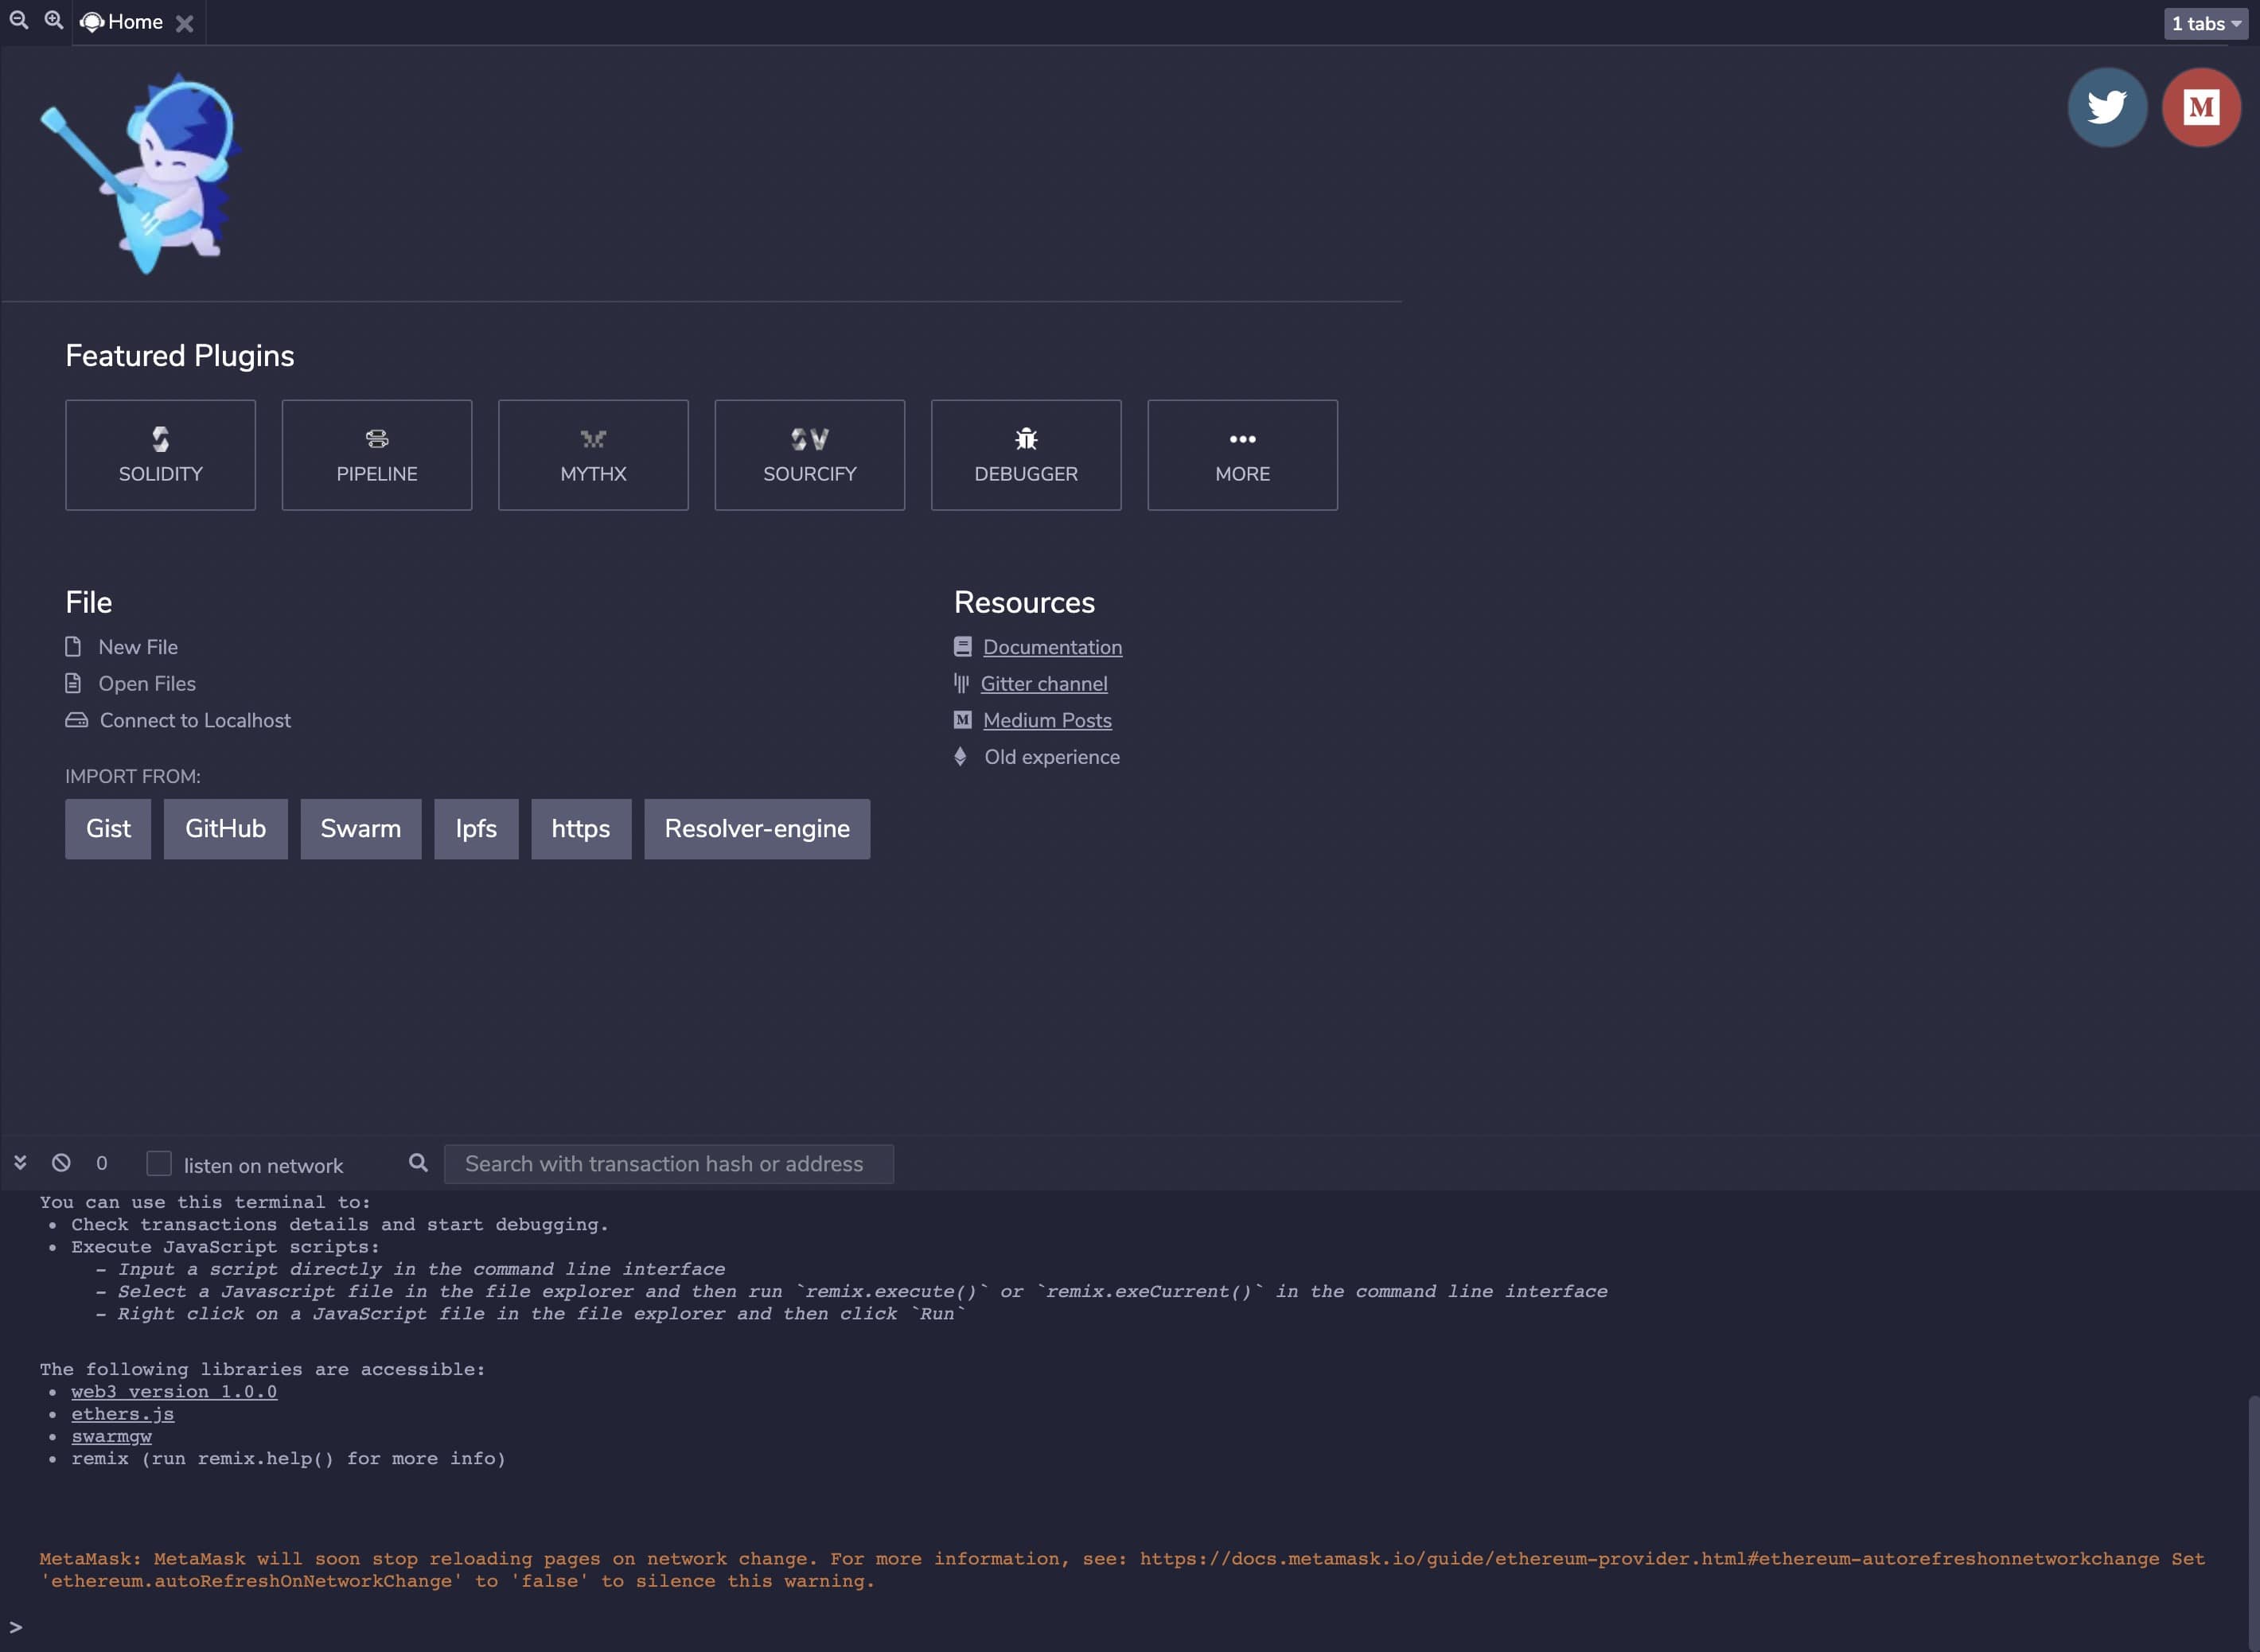 Home
1 tabs
M
Featured Plugins
SOLIDITY
PIPELINE
MYTHX
SOURCIFY
DEBUGGER
MORE
File
New File
Open Files
Connect to Localhost
IMPORT FROM:
Gist
GitHub
Swarm
Ipfs
https
Resolver-engine
Resources
Documentation
Gitter channel
M Medium Posts
Old experience
0
listen on network
Search with transaction hash or address
You can use this terminal to:
• Check transactions details and start debugging.
• Execute JavaScript scripts:
– Input a script directly in the command line interface
– Select a Javascript file in the file explorer and then run `remix.execute()` or `remix.exeCurrent()` in the command line interface
– Right click on a JavaScript file in the file explorer and then click `Run`
The following libraries are accessible:
• web3 version 1.0.0
• ethers.js
• swarmgw
• remix (run remix.help() for more info)
MetaMask: MetaMask will soon stop reloading pages on network change. For more information, see: https://docs.metamask.io/guide/ethereum-provider.html#ethereum-autorefreshonnetworkchange Set
'ethereum.autoRefreshOnNetworkChange' to 'false' to silence this warning.
>